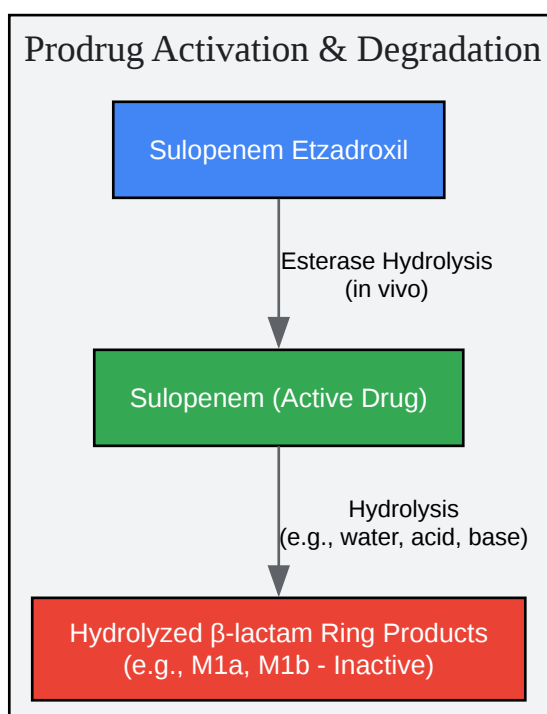 Prodrug Activation & Degradation
Sulopenem Etzadroxil
Esterase Hydrolysis
(in vivo)
Sulopenem (Active Drug)
Hydrolysis
(e.g., water, acid, base)
Hydrolyzed β-lactam Ring Products
(e.g., M1a, M1b - Inactive)